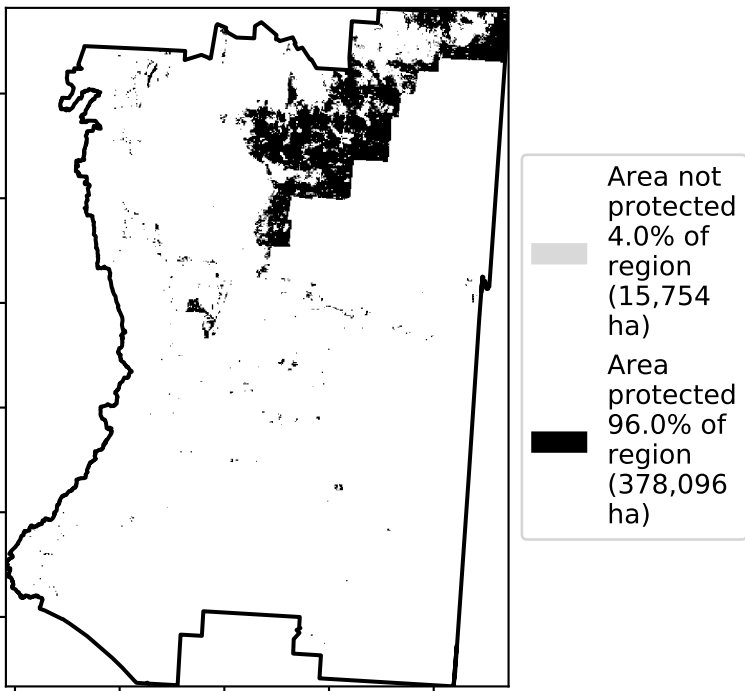 Area not
protected
4.0% of
region
(15,754
ha)
Area
protected
96.0% of
region
(378,096
ha)